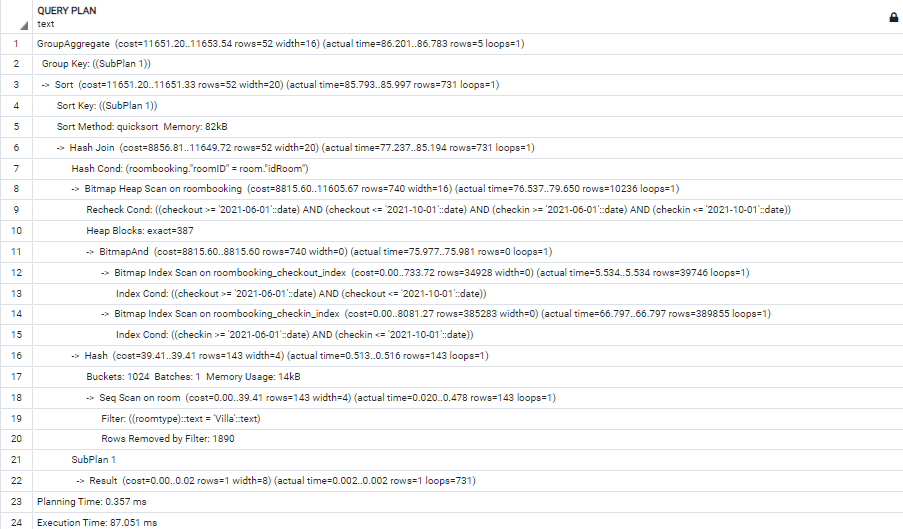 QUERY PLAN
text
1 GroupAggregate (cost=11651.20..11653.54 rows=52 width=16) (actual time=86.201..86.783 rows=5 loops=1)
2 Group Key: ((SubPlan 1))
3 -> Sort (cost=11651.20..11651.33 rows=52 width=20) (actual time=85.793..85.997 rows=731 loops=1)
4 Sort Key: ((SubPlan 1))
5 Sort Method: quicksort Memory: 82kB
6 -> Hash Join (cost=8856.81..11649.72 rows=52 width=20) (actual time=77.237..85.194 rows=731 loops=1)
7 Hash Cond: (roombooking."roomID" = room."idRoom")
8 -> Bitmap Heap Scan on roombooking (cost=8815.60..11605.67 rows=740 width=16) (actual time=76.537..79.650 rows=10236 loops=1)
9 Recheck Cond: ((checkout >= '2021-06-01'::date) AND (checkout <= '2021-10-01'::date) AND (checkin >= '2021-06-01'::date) AND (checkin <= '2021-10-01'::date))
10 Heap Blocks: exact=387
11 -> BitmapAnd (cost=8815.60..8815.60 rows=740 width=0) (actual time=75.977..75.981 rows=0 loops=1)
12 -> Bitmap Index Scan on roombooking_checkout_index (cost=0.00..733.72 rows=34928 width=0) (actual time=5.534..5.534 rows=39746 loops=1)
13 Index Cond: ((checkout >= '2021-06-01'::date) AND (checkout <= '2021-10-01'::date))
14 -> Bitmap Index Scan on roombooking_checkin_index (cost=0.00..8081.27 rows=385283 width=0) (actual time=66.797..66.797 rows=389855 loops=1)
15 Index Cond: ((checkin >= '2021-06-01'::date) AND (checkin <= '2021-10-01'::date))
16 -> Hash (cost=39.41..39.41 rows=143 width=4) (actual time=0.513..0.516 rows=143 loops=1)
17 Buckets: 1024 Batches: 1 Memory Usage: 14kB
18 -> Seq Scan on room (cost=0.00..39.41 rows=143 width=4) (actual time=0.020..0.478 rows=143 loops=1)
19 Filter: ((roomtype)::text = 'Villa'::text)
20 Rows Removed by Filter: 1890
21 SubPlan 1
22 -> Result (cost=0.00..0.02 rows=1 width=8) (actual time=0.002..0.002 rows=1 loops=731)
23 Planning Time: 0.357 ms
24 Execution Time: 87.051 ms